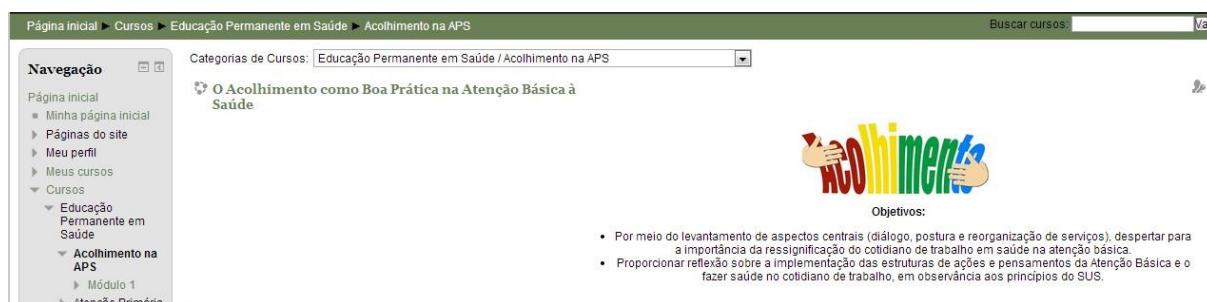 Página inicial ► Cursos ► Educação Permanente em Saúde ► Acolhimento na APS
Buscar cursos:
Va
Navegação
Página inicial
Minha página inicial
Páginas do site
Meu perfil
Meus cursos
Cursos
Educação
Permanente em
Saúde
Acolhimento na
APS
Módulo 1
Atenção Primária
Categorias de Cursos: Educação Permanente em Saúde / Acolhimento na APS
O Acolhimento como Boa Prática na Atenção Básica à
Saúde
Acolhimento
Objetivos:
• Por meio do levantamento de aspectos centrais (diálogo, postura e reorganização de serviços), despertar para
a importância da ressignificação do cotidiano de trabalho em saúde na atenção básica.
• Proporcionar reflexão sobre a implementação das estruturas de ações e pensamentos da Atenção Básica e o
fazer saúde no cotidiano de trabalho, em observância aos princípios do SUS.